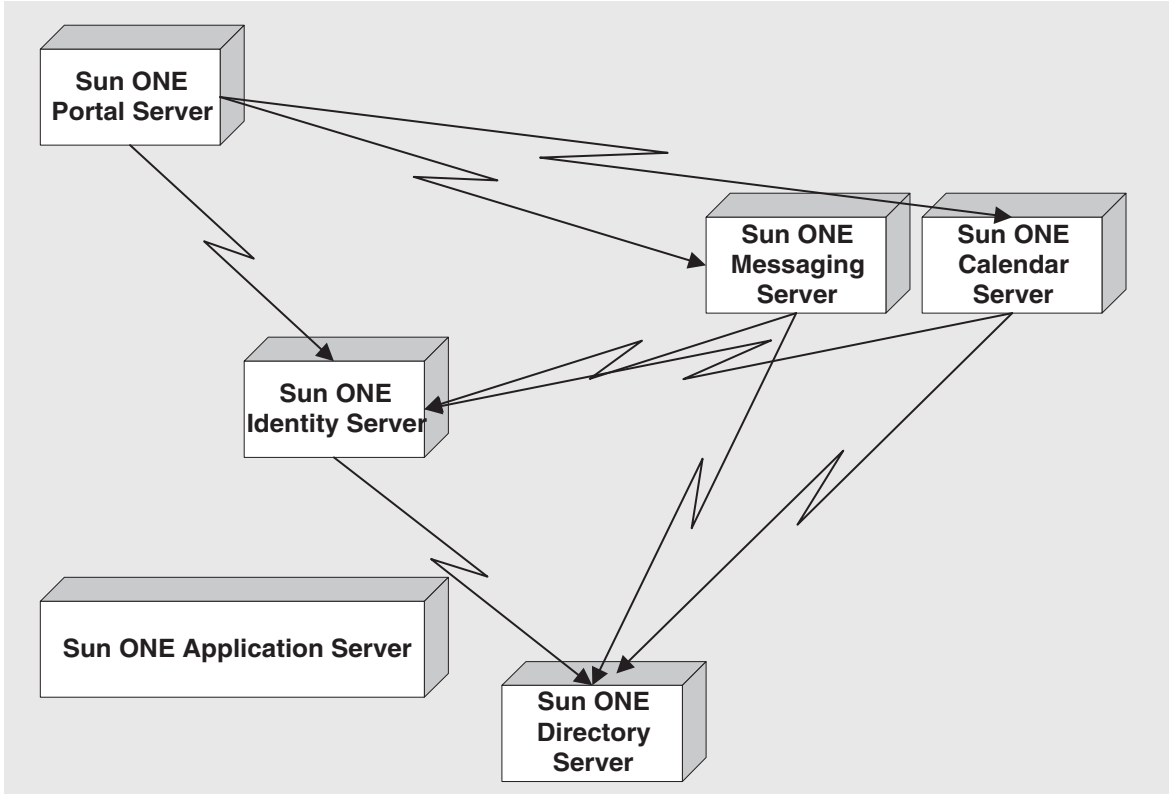 Sun ONE
Portal Server
Sun ONE
Messaging
Server
Sun ONE
Calendar
Server
Sun ONE
Identity Server
Sun ONE Application Server
Sun ONE
Directory
Server